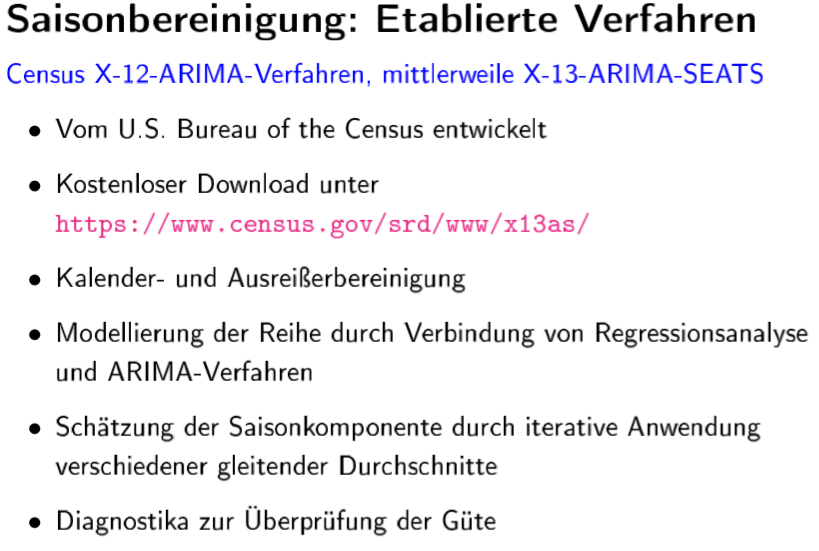 Saisonbereinigung: Etablierte Verfahren
Census X-12-ARIMA-Verfahren, mittlerweile X-13-ARIMA-SEATS
• Vom U.S. Bureau of the Census entwickelt
• Kostenloser Download unter
https://www.census.gov/srd/www/x13as/
• Kalender- und Ausreißerbereinigung
• Modellierung der Reihe durch Verbindung von Regressionsanalyse
und ARIMA-Verfahren
• Schätzung der Saisonkomponente durch iterative Anwendung
verschiedener gleitender Durchschnitte
• Diagnostika zur Überprüfung der Güte